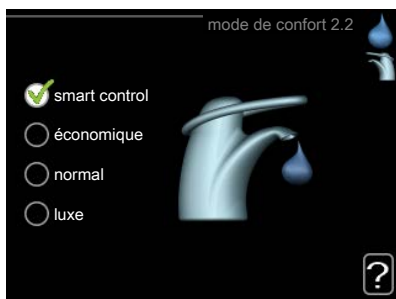 mode de confort 2.2
smart control
économique
normal
luxe
?